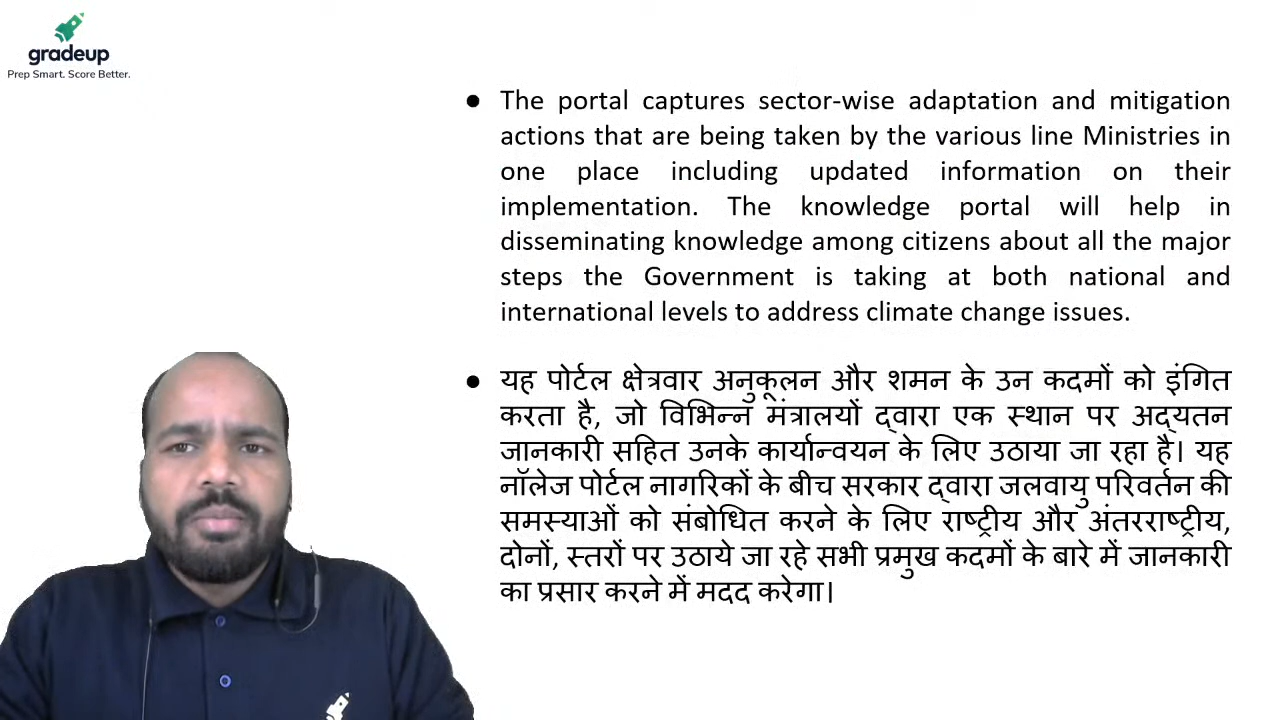 gradeup
Prep Smart. Score Better.
● The portal captures sector-wise adaptation and mitigation
actions that are being taken by the various line Ministries in
one place including updated information on their
implementation. The knowledge portal will help in
disseminating knowledge among citizens about all the major
steps the Government is taking at both national and
international levels to address climate change issues.
● यह पोर्टल क्षेत्रवार अनुकूलन और शमन के उन कदमों को इंगित
करता है, जो विभिन्न मंत्रालयों द्वारा एक स्थान पर अद्यतन
जानकारी सहित उनके कार्यान्वयन के लिए उठाया जा रहा है। यह
नॉलेज पोर्टल नागरिकों के बीच सरकार द्वारा जलवायु परिवर्तन की
समस्याओं को संबोधित करने के लिए राष्ट्रीय और अंतरराष्ट्रीय,
दोनों, स्तरों पर उठाये जा रहे सभी प्रमुख कदमों के बारे में जानकारी
का प्रसार करने में मदद करेगा।